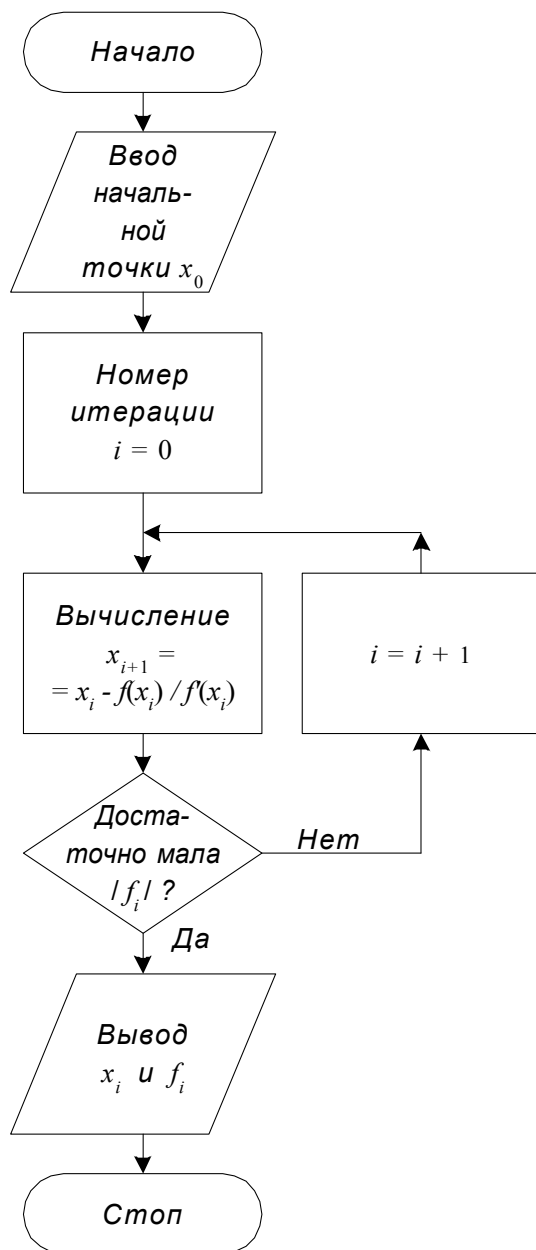 Начало
Ввод
началь-
ной
точки x₀
Номер
итерации
i = 0
Вычисление
xᵢ₊₁ =
= xᵢ - f(xᵢ) / f'(xᵢ)
i = i + 1
Доста-
точно мала
| fᵢ | ?
Нет
Да
Вывод
xᵢ и fᵢ
Стоп